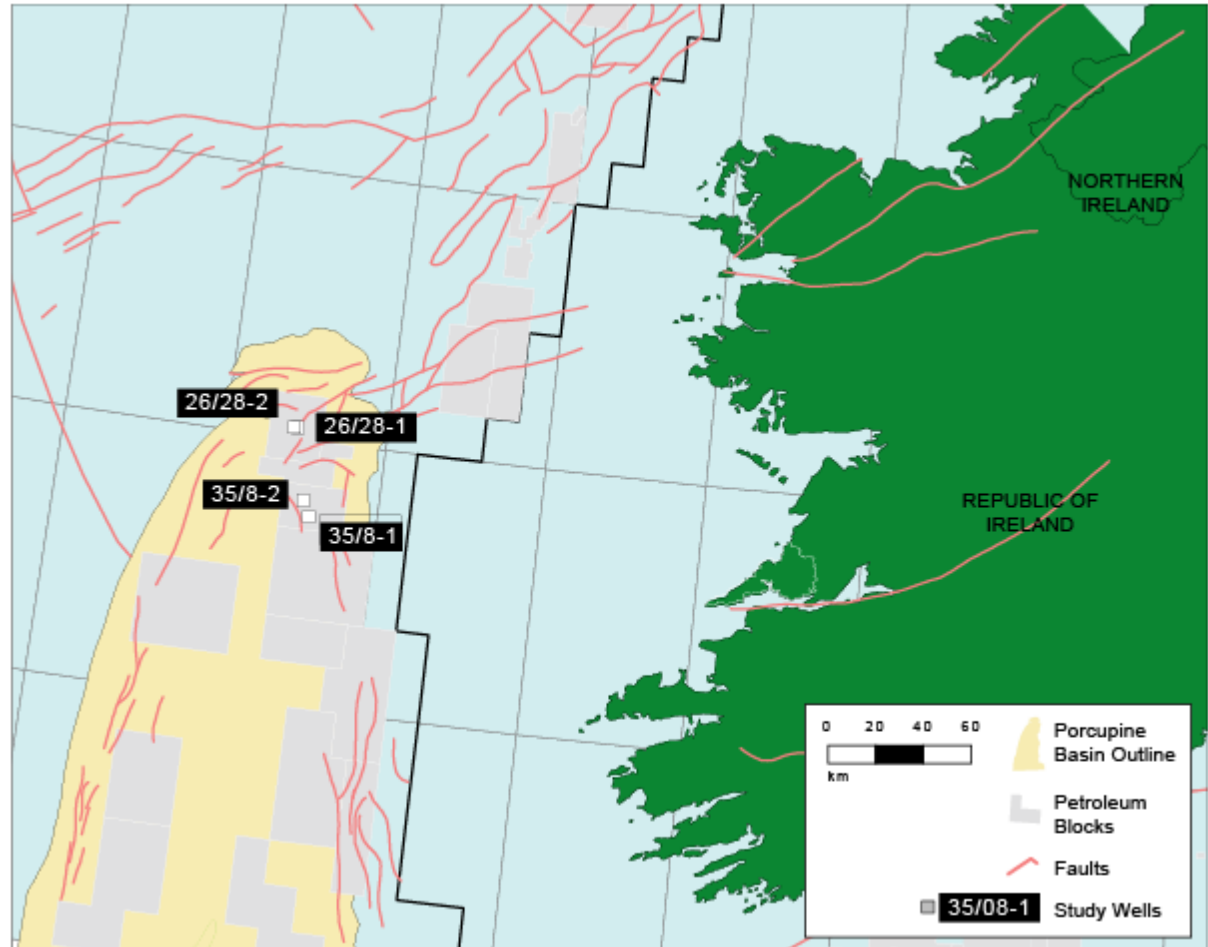 NORTHERN
IRELAND
26/28-2
26/28-1
35/8-2
REPUBLIC OF
IRELAND
35/8-1
0 20 40 60
km
Porcupine
Basin Outline
Petroleum
Blocks
Faults
35/08-1 Study Wells